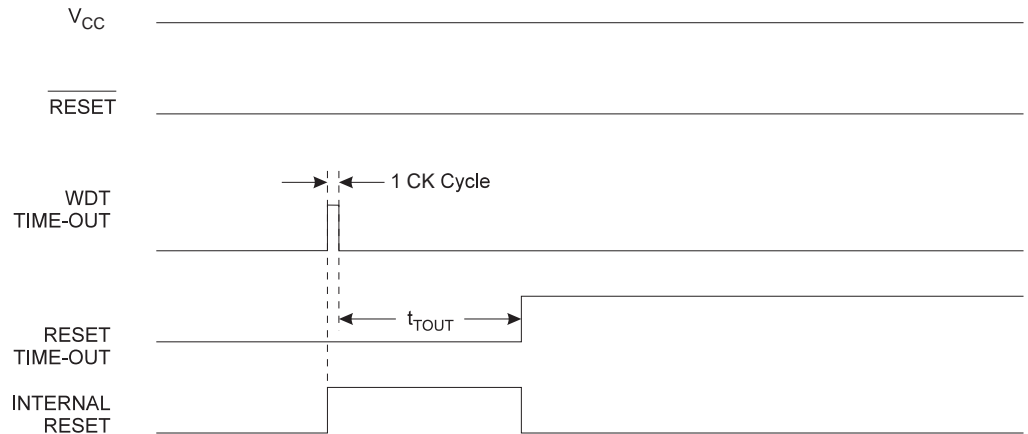 VCC
RESET
1 CK Cycle
WDT
TIME-OUT
tTOUT
RESET
TIME-OUT
INTERNAL
RESET